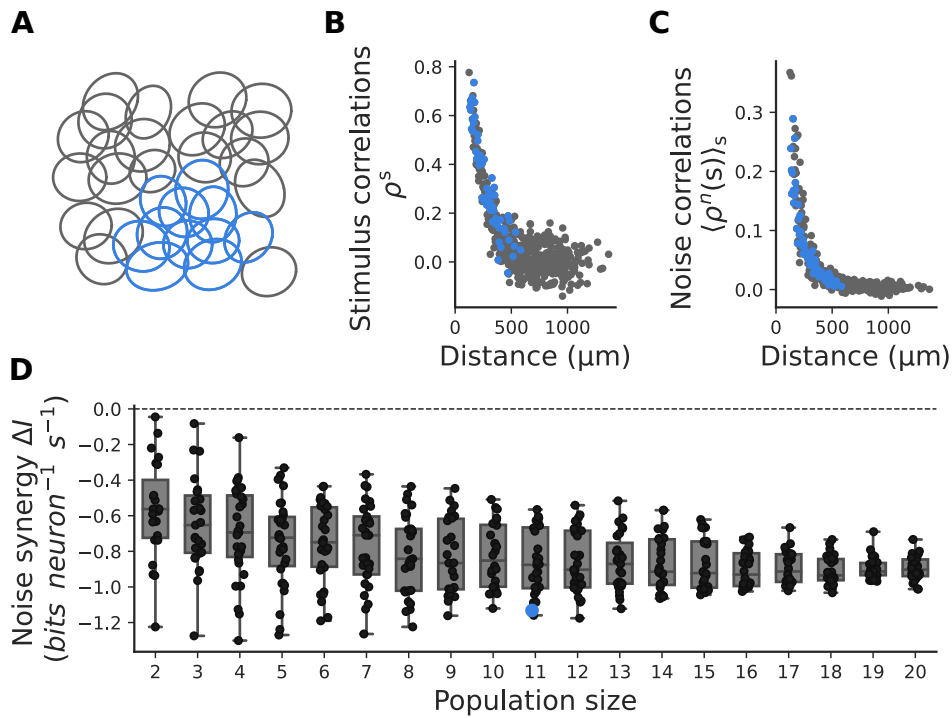 A
B
C
Stimulus correlations
ρˢ
0.8
0.6
0.4
0.2
0.0
0
500
1000
Distance (μm)
Noise correlations
⟨ρⁿ(s)⟩ₛ
0.3
0.2
0.1
0.0
0
500
1000
Distance (μm)
D
Noise synergy ΔI
(bits neuron⁻¹ s⁻¹)
0.0
−0.2
−0.4
−0.6
−0.8
−1.0
−1.2
2 3 4 5 6 7 8 9 10 11 12 13 14 15 16 17 18 19 20
Population size